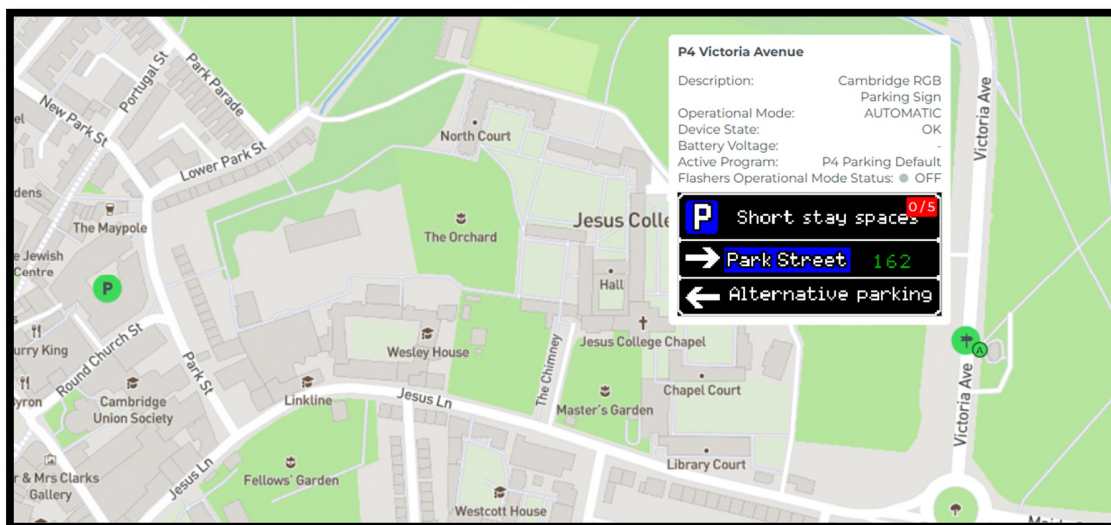 Portugal St
Park Parade
New Park St
Lower Park St
North Court
The Maypole
Jewish
Centre
The Orchard
Jesus Colle
Hall
Jesus College Chapel
Wesley House
The Chimney
Round Church St
Park St
Cambridge
Union Society
Linkline
Jesus Ln
Master's Garden
Chapel Court
Library Court
Jesus Ln
Fellows' Garden
Westcott House
& Mrs Clarks
Gallery
P
Victoria Ave
Victoria Ave
P4 Victoria Avenue
Description: Cambridge RGB
Parking Sign
Operational Mode: AUTOMATIC
Device State: OK
Battery Voltage: -
Active Program: P4 Parking Default
Flashers Operational Mode Status: OFF
P Short stay spaces 0/5
Park Street 162
Alternative parking
A